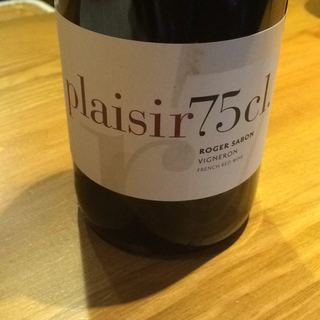 plaisir75cl.
ROGER SABON
VIGNERON
FRENCH RED WINE